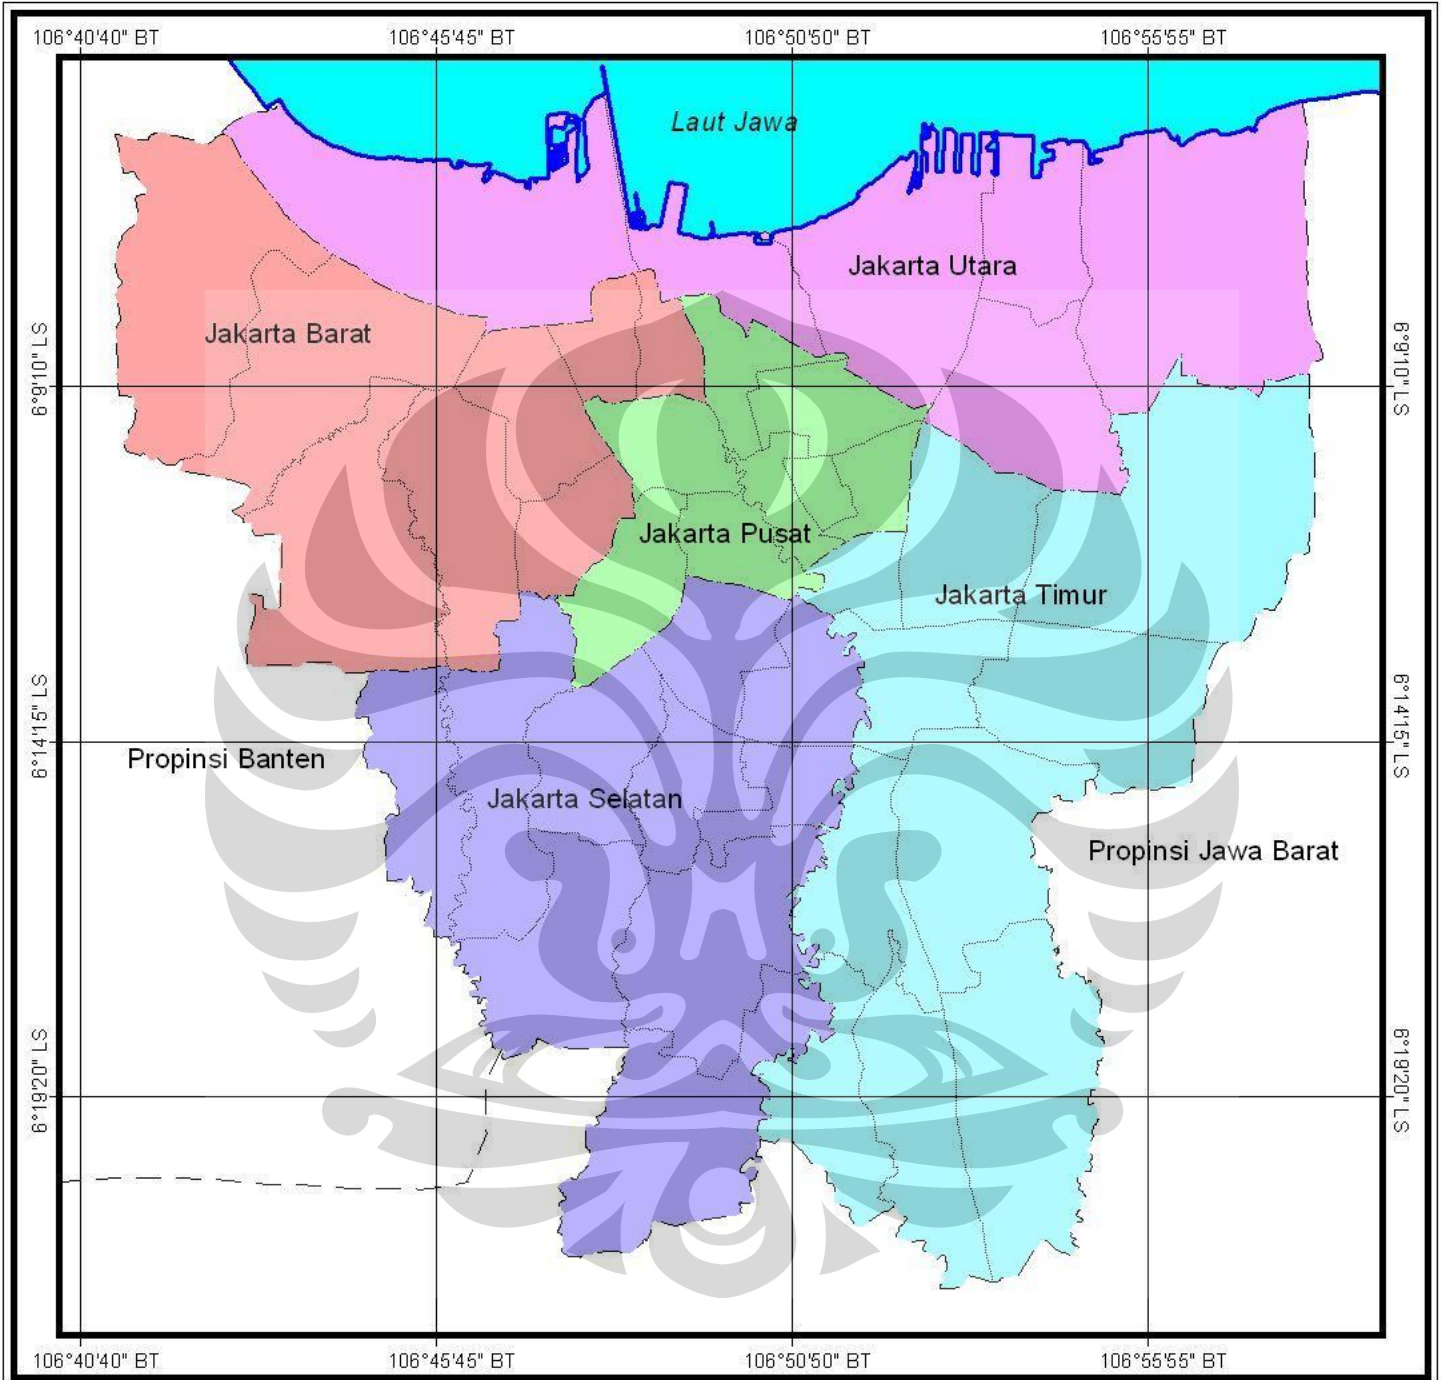 106°40'40" BT
106°45'45" BT
106°50'50" BT
106°55'55" BT
Laut Jawa
Jakarta Utara
Jakarta Barat
6°9'10" LS
6°9'10" LS
Jakarta Pusat
Jakarta Timur
6°14'15" LS
6°14'15" LS
Propinsi Banten
Jakarta Selatan
Propinsi Jawa Barat
6°19'20" LS
6°19'20" LS
106°40'40" BT
106°45'45" BT
106°50'50" BT
106°55'55" BT